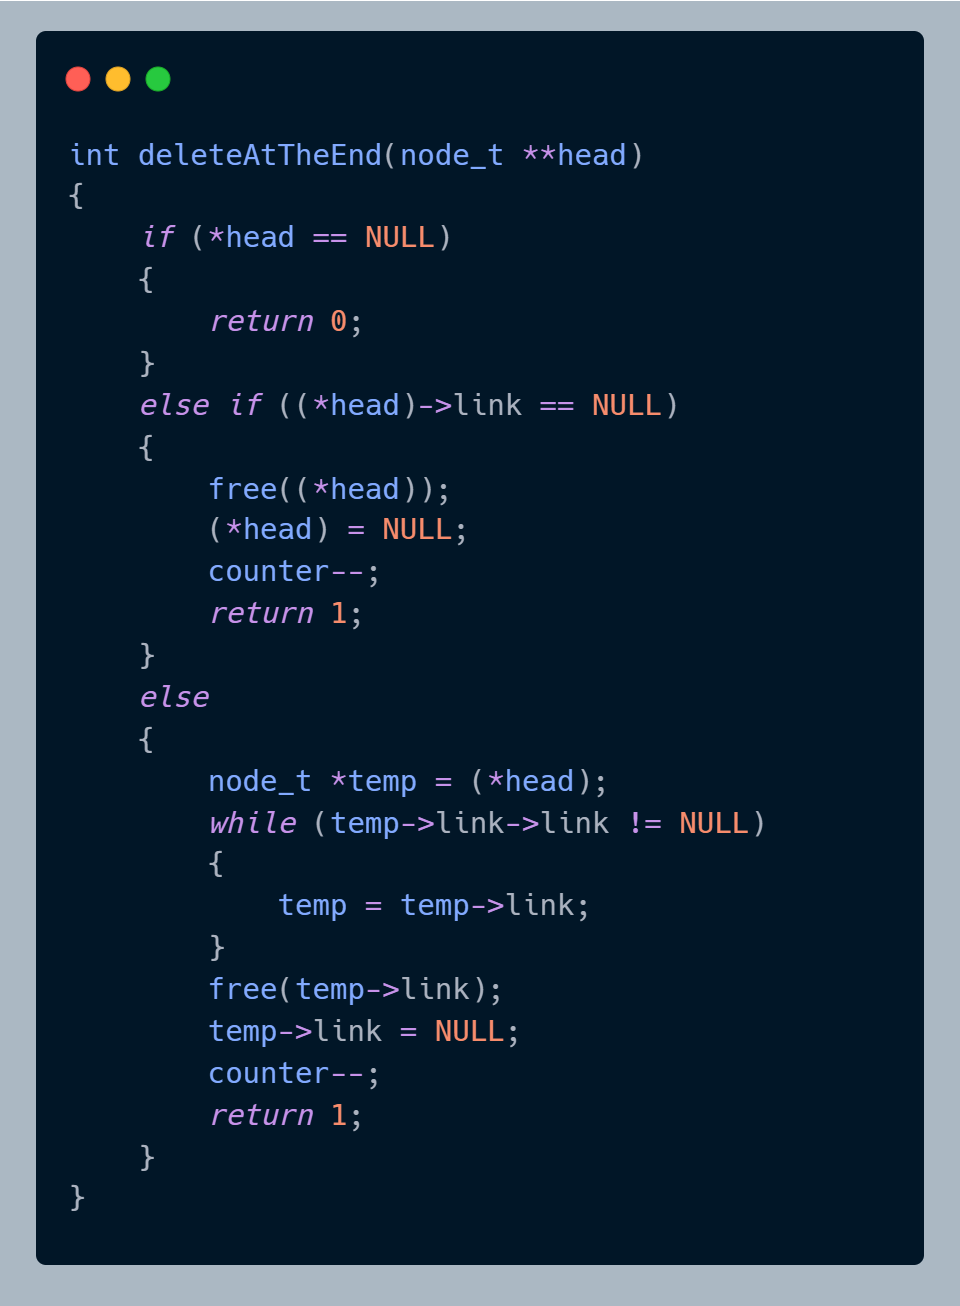 int deleteAtTheEnd(node_t **head)
{
    if (*head == NULL)
    {
        return 0;
    }
    else if ((*head)->link == NULL)
    {
        free((*head));
        (*head) = NULL;
        counter--;
        return 1;
    }
    else
    {
        node_t *temp = (*head);
        while (temp->link->link != NULL)
        {
            temp = temp->link;
        }
        free(temp->link);
        temp->link = NULL;
        counter--;
        return 1;
    }
}